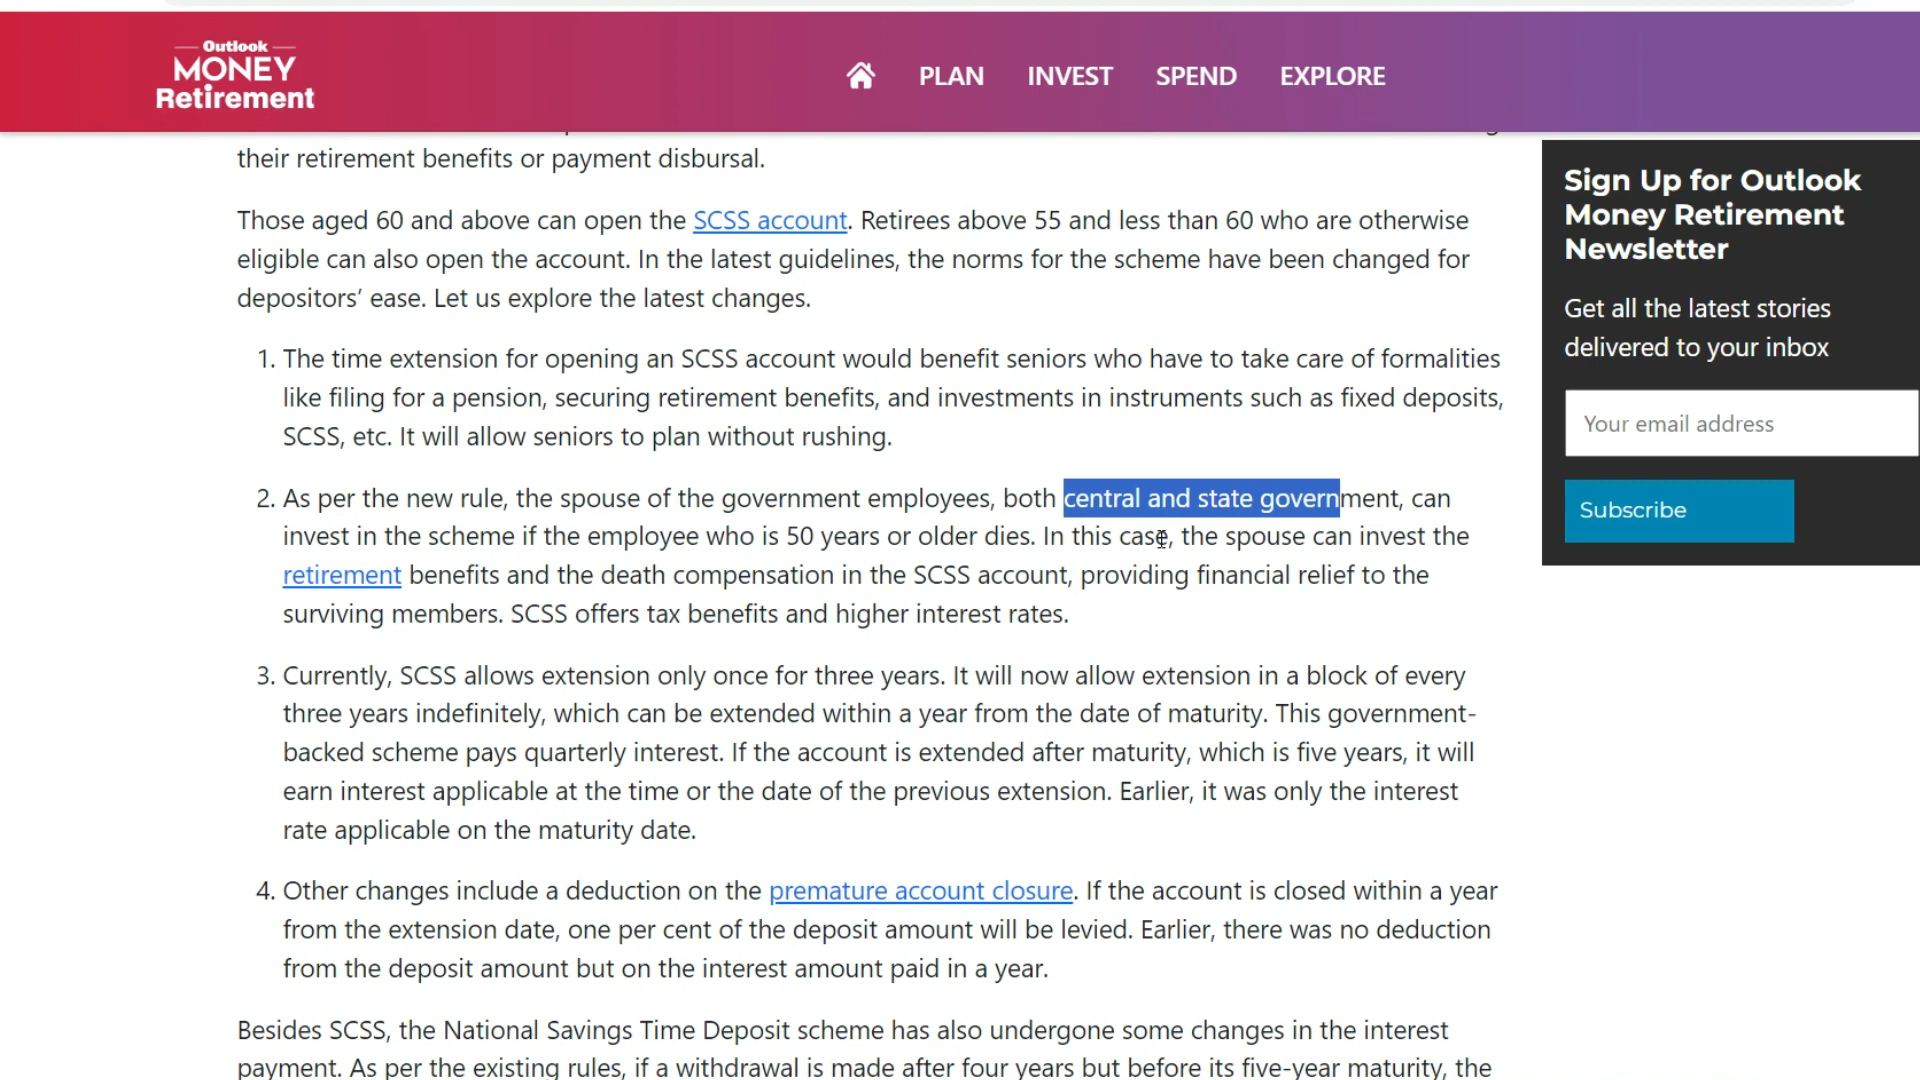 Outlook
MONEY
Retirement
PLAN
INVEST
SPEND
EXPLORE
their retirement benefits or payment disbursal.
Those aged 60 and above can open the SCSS account. Retirees above 55 and less than 60 who are otherwise
eligible can also open the account. In the latest guidelines, the norms for the scheme have been changed for
depositors’ ease. Let us explore the latest changes.
1. The time extension for opening an SCSS account would benefit seniors who have to take care of formalities
like filing for a pension, securing retirement benefits, and investments in instruments such as fixed deposits,
SCSS, etc. It will allow seniors to plan without rushing.
2. As per the new rule, the spouse of the government employees, both central and state government, can
invest in the scheme if the employee who is 50 years or older dies. In this case, the spouse can invest the
retirement benefits and the death compensation in the SCSS account, providing financial relief to the
surviving members. SCSS offers tax benefits and higher interest rates.
3. Currently, SCSS allows extension only once for three years. It will now allow extension in a block of every
three years indefinitely, which can be extended within a year from the date of maturity. This government-
backed scheme pays quarterly interest. If the account is extended after maturity, which is five years, it will
earn interest applicable at the time or the date of the previous extension. Earlier, it was only the interest
rate applicable on the maturity date.
4. Other changes include a deduction on the premature account closure. If the account is closed within a year
from the extension date, one per cent of the deposit amount will be levied. Earlier, there was no deduction
from the deposit amount but on the interest amount paid in a year.
Besides SCSS, the National Savings Time Deposit scheme has also undergone some changes in the interest
payment. As per the existing rules, if a withdrawal is made after four years but before its five-year maturity, the
Sign Up for Outlook
Money Retirement
Newsletter
Get all the latest stories
delivered to your inbox
Your email address
Subscribe